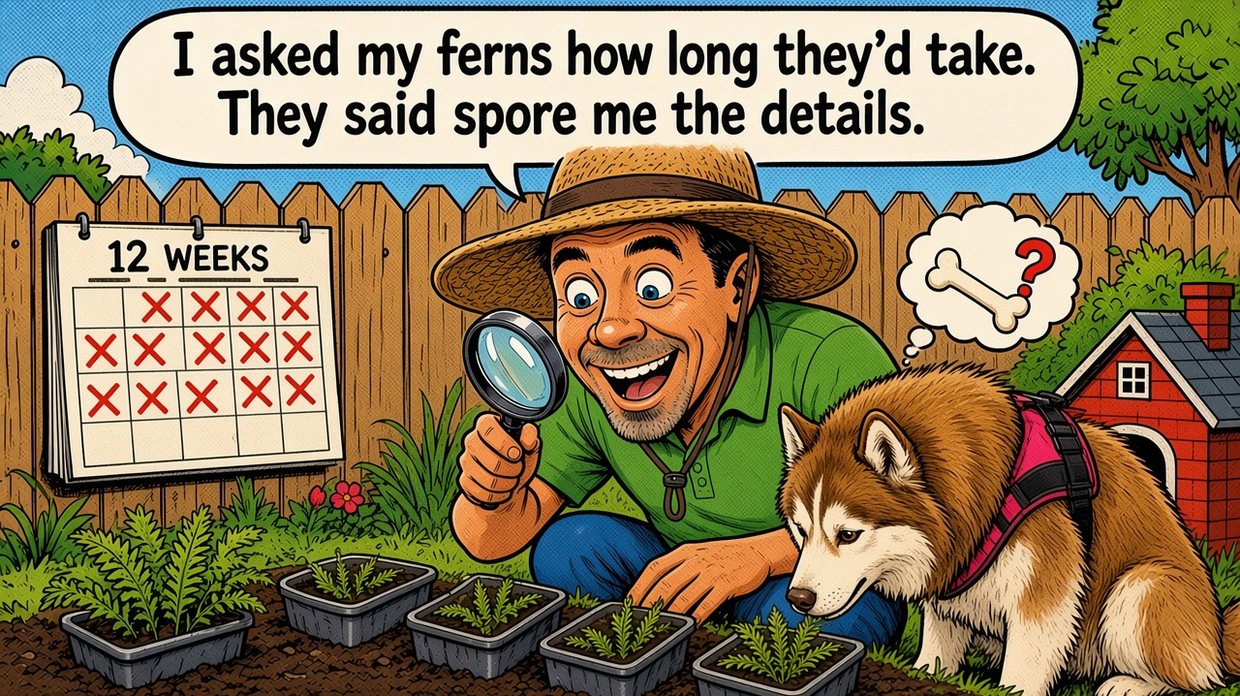 I asked my ferns how long they'd take.
They said spore me the details.
12 WEEKS
?